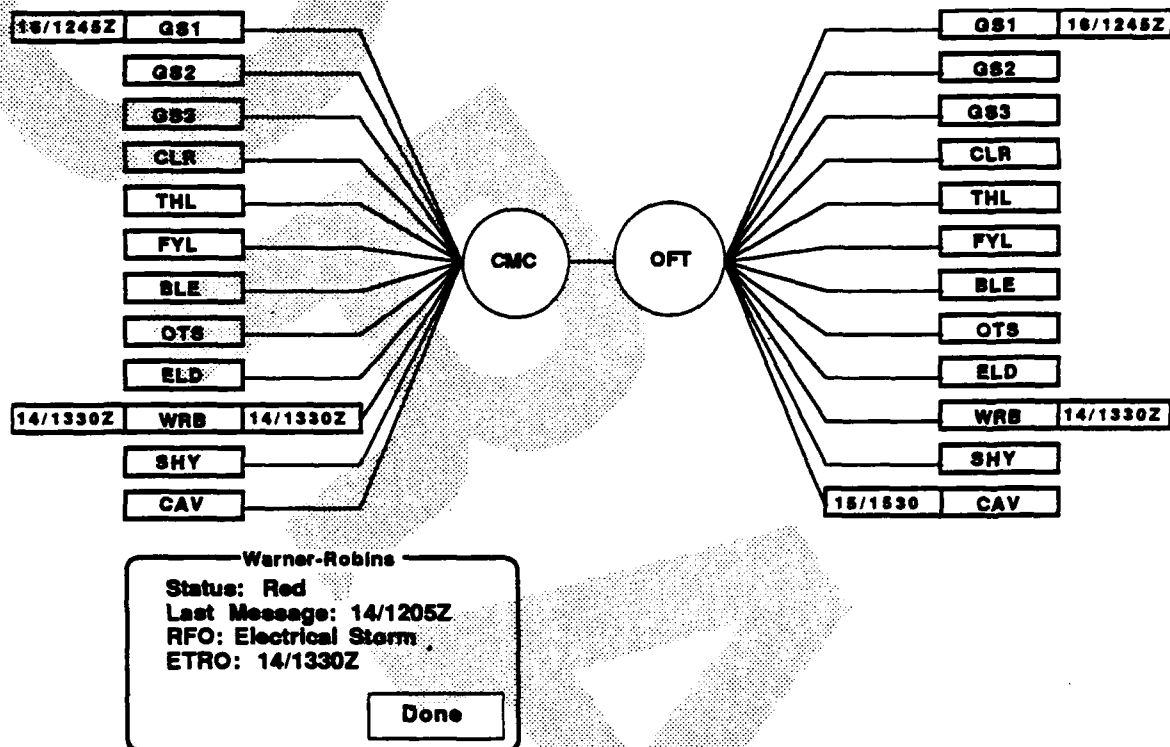 16/1245Z GS1
GS2
GS3
CLR
THL
FYL
BLE
OTS
ELD
14/1330Z WRB 14/1330Z
SHY
CAV
CMC
OFT
GS1 16/1245Z
GS2
GS3
CLR
THL
FYL
BLE
OTS
ELD
WRB 14/1330Z
SHY
15/1530 CAV
Warner-Robins
Status: Red
Last Message: 14/1205Z
RFO: Electrical Storm
ETRO: 14/1330Z
Done